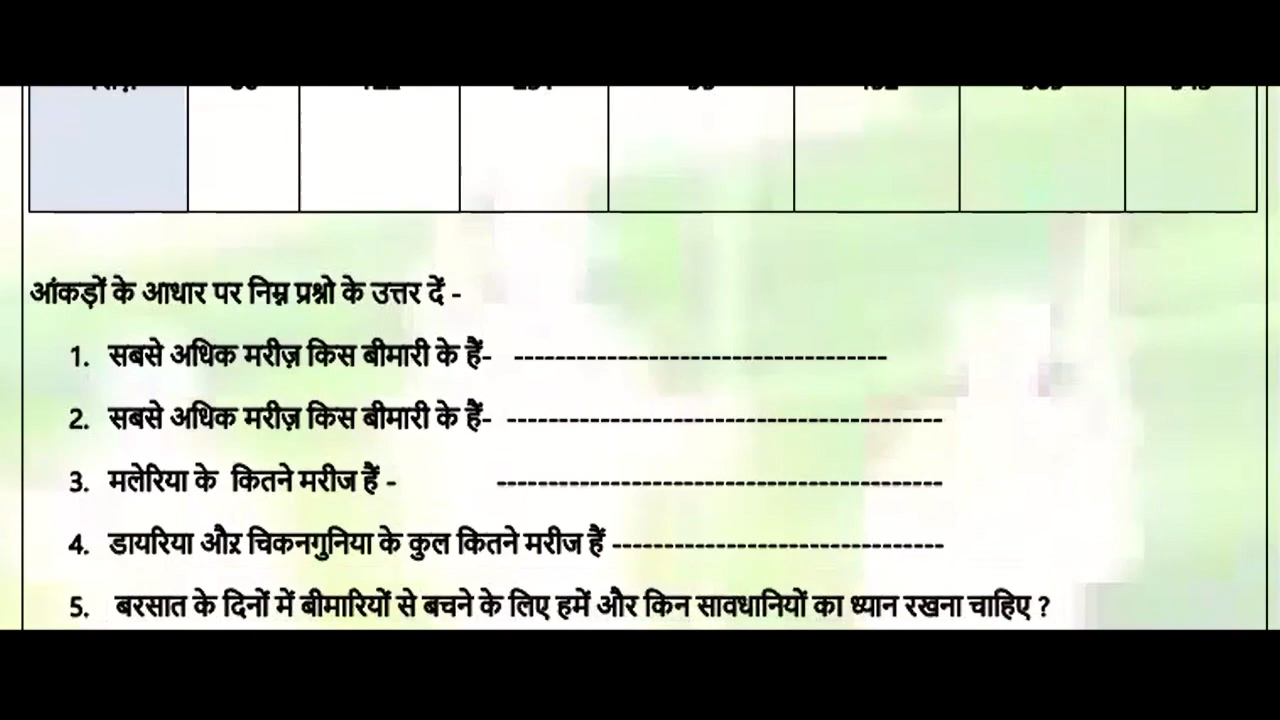 आंकड़ों के आधार पर निम्न प्रश्नो के उत्तर दें -
1. सबसे अधिक मरीज़ किस बीमारी के हैं- ------------------------------------
2. सबसे अधिक मरीज़ किस बीमारी के हैं- ------------------------------------------
3. मलेरिया के कितने मरीज हैं - -------------------------------------------
4. डायरिया औऱ चिकनगुनिया के कुल कितने मरीज हैं --------------------------------
5. बरसात के दिनों में बीमारियों से बचने के लिए हमें और किन सावधानियों का ध्यान रखना चाहिए ?